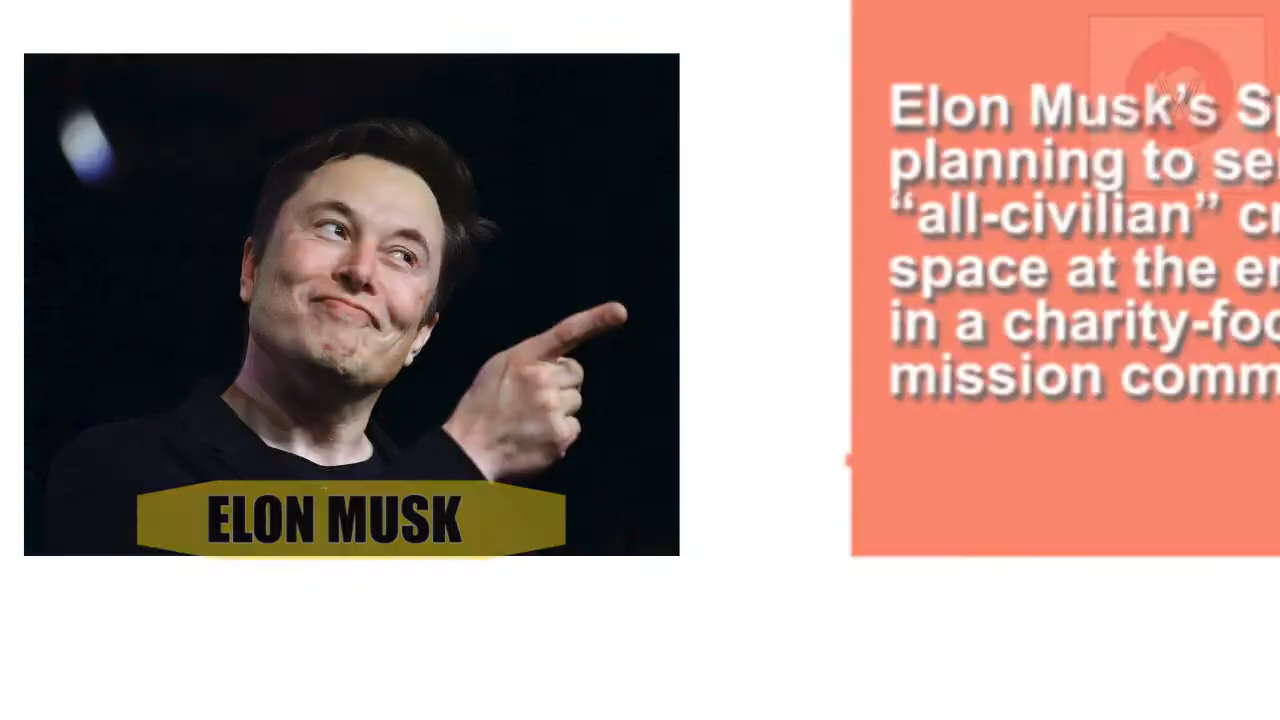 ELON MUSK
Elon Musk’s
planning to
“all-civilian”
space at the
in a charity-
mission